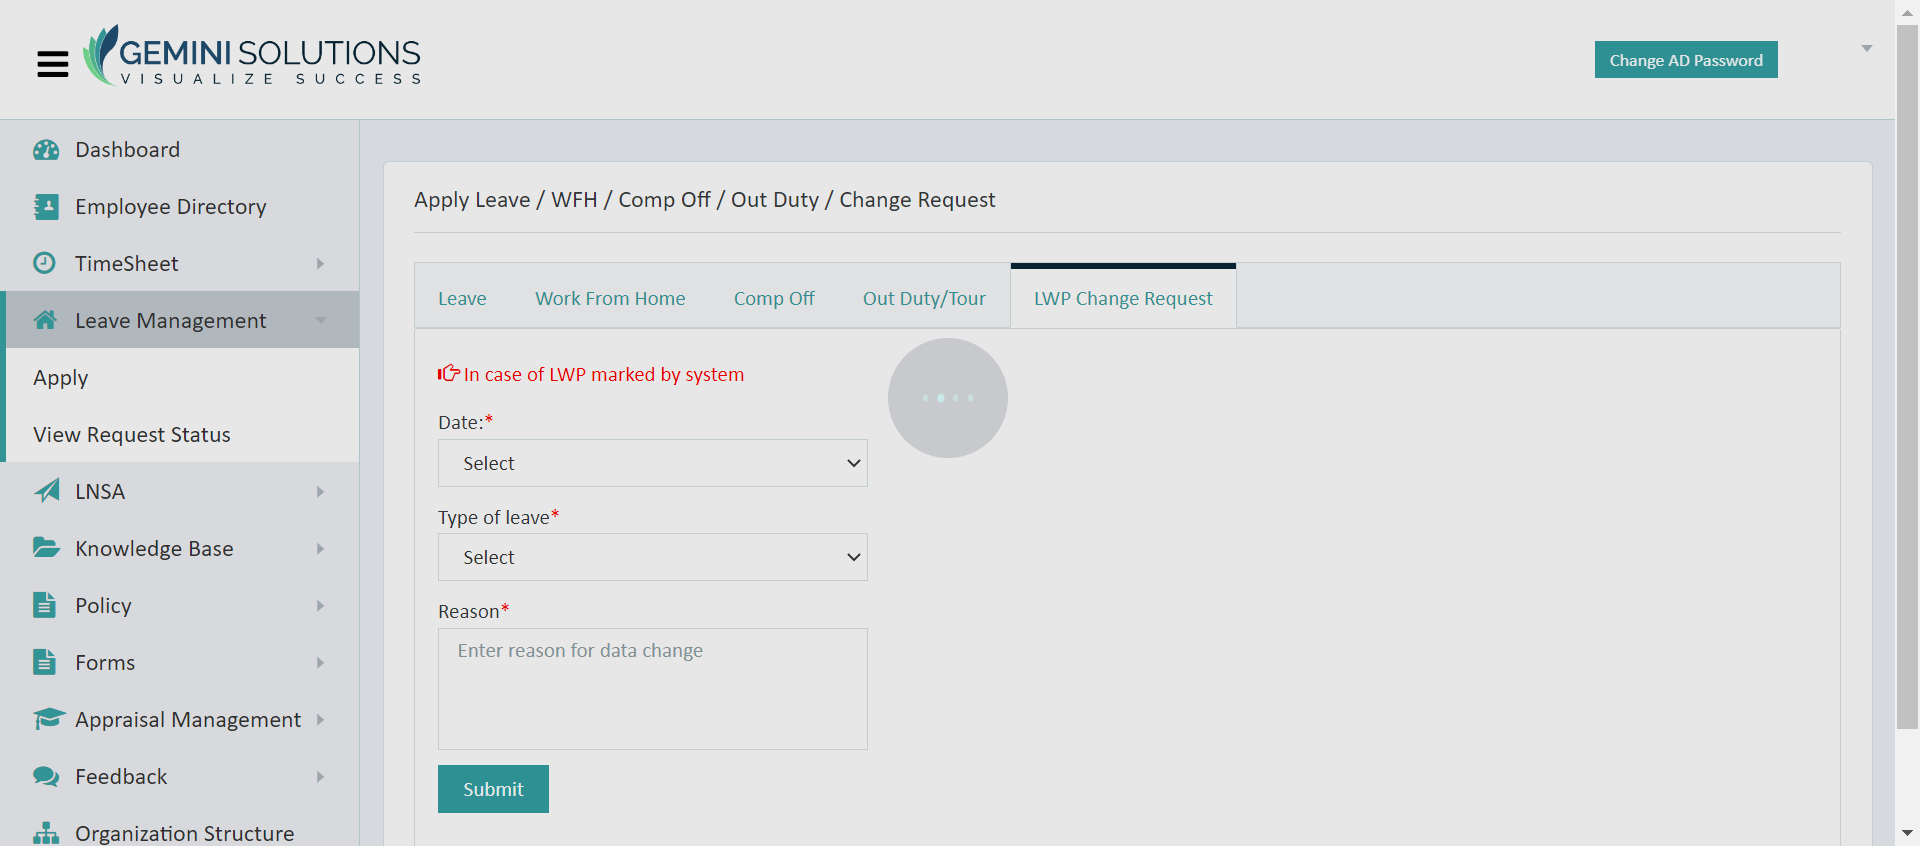 GEMINI SOLUTIONS
VISUALIZE SUCCESS
Change AD Password
Dashboard
Employee Directory
TimeSheet
Leave Management
Apply
View Request Status
LNSA
Knowledge Base
Policy
Forms
Appraisal Management
Feedback
Organization Structure
Apply Leave / WFH / Comp Off / Out Duty / Change Request
Leave Work From Home Comp Off Out Duty/Tour LWP Change Request
In case of LWP marked by system
Date:*
Select
Type of leave*
Select
Reason*
Enter reason for data change
Submit